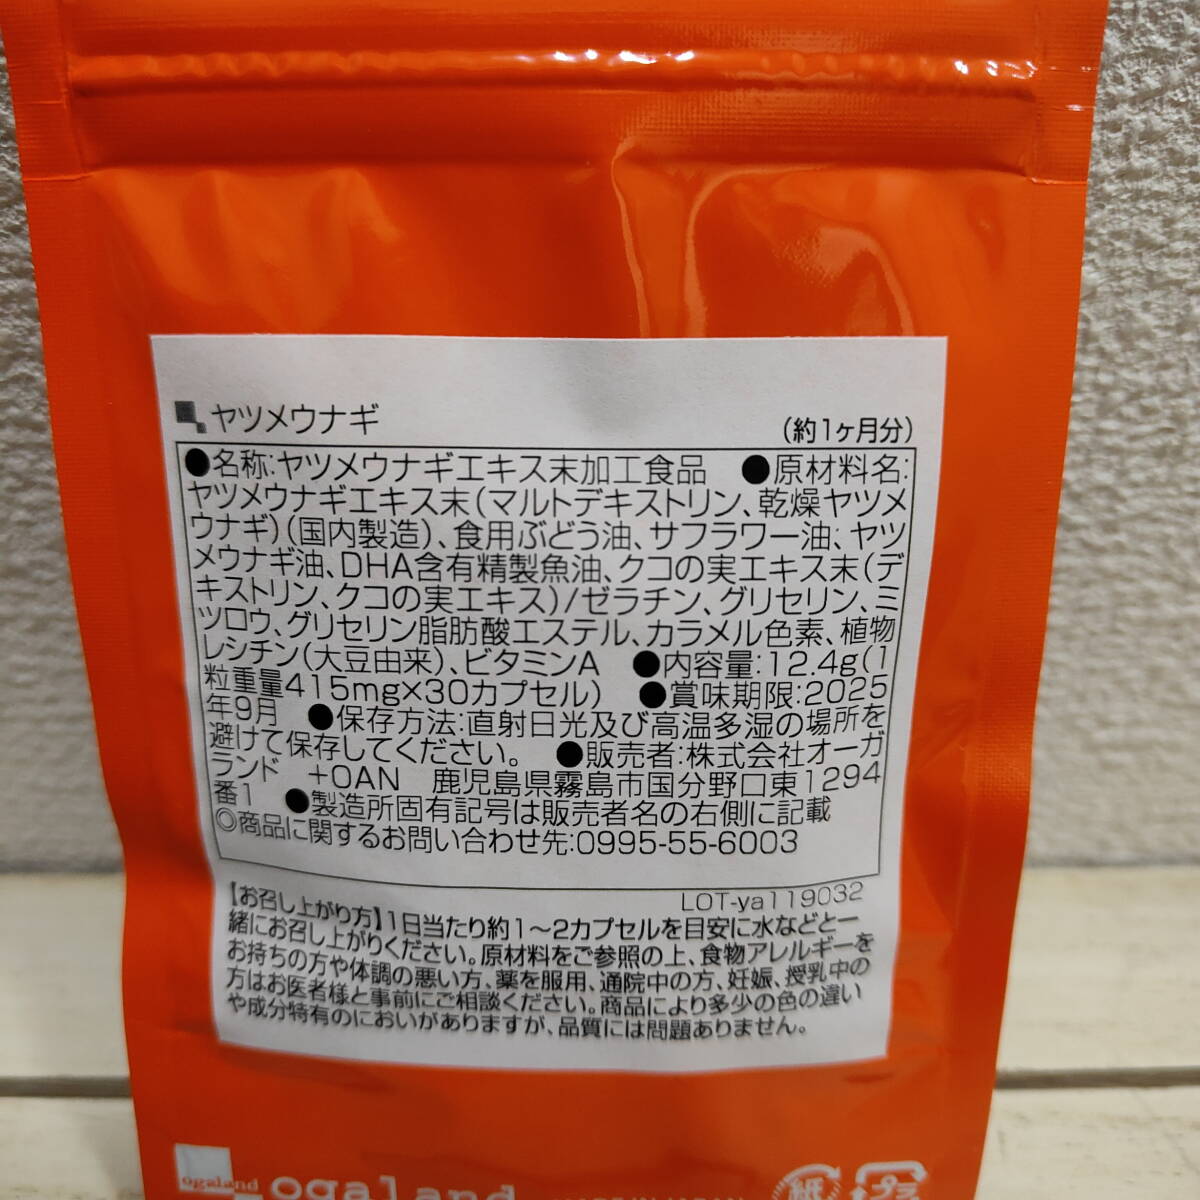 ヤツメウナギ
(約1ヶ月分)
●名称:ヤツメウナギエキス末加工食品 ●原材料名:
ヤツメウナギエキス末(マルトデキストリン、乾燥ヤツメ
ウナギ)(国内製造)、食用ぶどう油、サフラワー油、ヤツ
メウナギ油、DHA含有精製魚油、クコの実エキス末(デ
キストリン、クコの実エキス)/ゼラチン、グリセリン、ミ
ツロウ、グリセリン脂肪酸エステル、カラメル色素、植物
レシチン(大豆由来)、ビタミンA ●内容量:12.4g(1
粒重量415mg×30カプセル) ●賞味期限:2025
年9月 ●保存方法:直射日光及び高温多湿の場所を
避けて保存してください。 ●販売者:株式会社オーガ
ランド +OAN 鹿児島県霧島市国分野口東1294
番1 ●製造所固有記号は販売者名の右側に記載
◎商品に関するお問い合わせ先:0995-55-6003
LOT-ya119032
【お召し上がり方】1日当たり約1~2カプセルを目安に水などと一
緒にお召し上がりください。原材料をご参照の上、食物アレルギーを
お持ちの方や体調の悪い方、薬を服用、通院中の方、妊娠、授乳中の
方はお医者様と事前にご相談ください。商品により多少の色の違い
や成分特有のにおいがありますが、品質には問題ありません。
ogaland
ogaland
紙
プラ